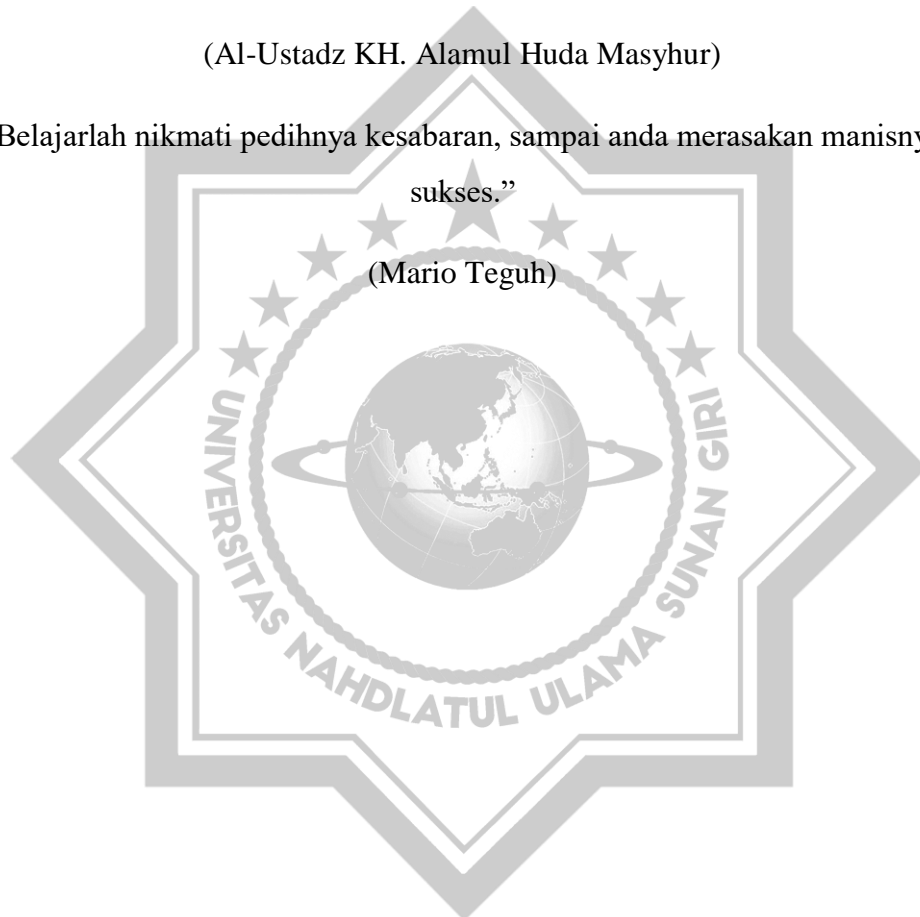 (Al-Ustadz KH. Alamul Huda Masyhur)
Belajarlah nikmati pedihnya kesabaran, sampai anda merasakan manisny
sukses.”
(Mario Teguh)
UNIVERSITAS NAHDLATUL ULAMA SUNAN GIRI